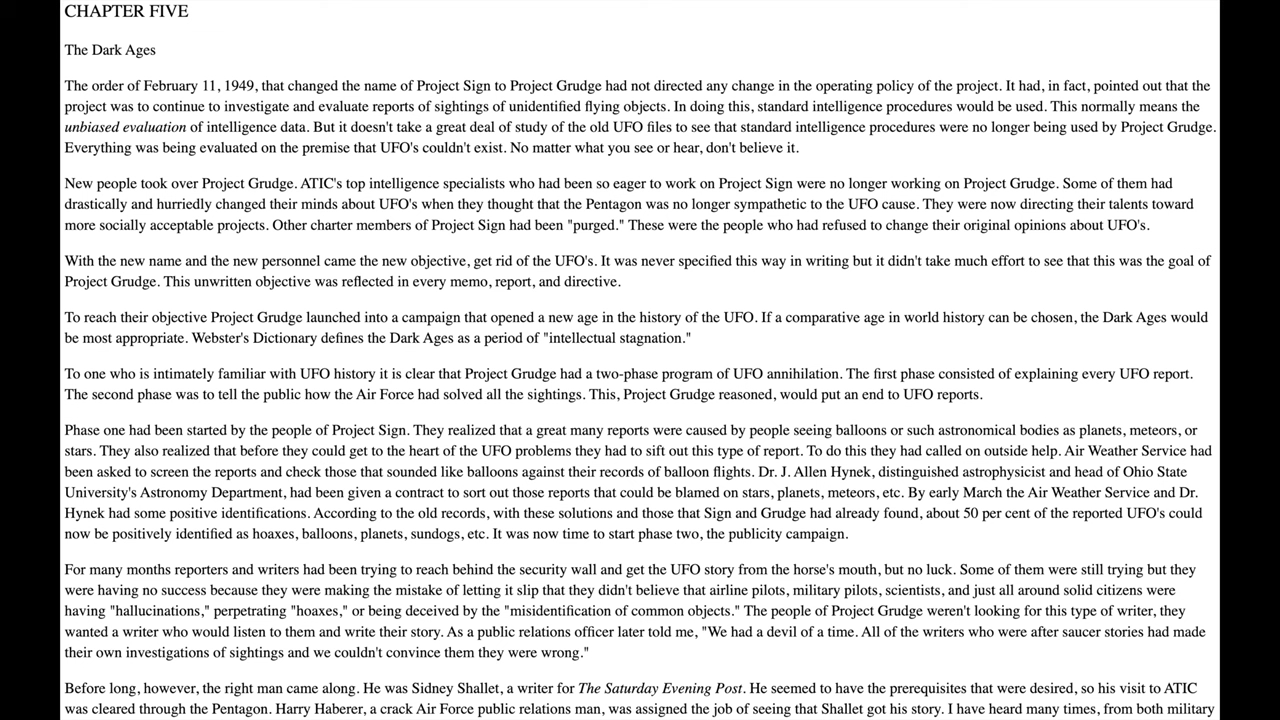 CHAPTER FIVE
The Dark Ages
The order of February 11, 1949, that changed the name of Project Sign to Project Grudge had not directed any change in the operating policy of the project. It had, in fact, pointed out that the
project was to continue to investigate and evaluate reports of sightings of unidentified flying objects. In doing this, standard intelligence procedures would be used. This normally means the
unbiased evaluation of intelligence data. But it doesn't take a great deal of study of the old UFO files to see that standard intelligence procedures were no longer being used by Project Grudge.
Everything was being evaluated on the premise that UFO's couldn't exist. No matter what you see or hear, don't believe it.
New people took over Project Grudge. ATIC's top intelligence specialists who had been so eager to work on Project Sign were no longer working on Project Grudge. Some of them had
drastically and hurriedly changed their minds about UFO's when they thought that the Pentagon was no longer sympathetic to the UFO cause. They were now directing their talents toward
more socially acceptable projects. Other charter members of Project Sign had been "purged." These were the people who had refused to change their original opinions about UFO's.
With the new name and the new personnel came the new objective, get rid of the UFO's. It was never specified this way in writing but it didn't take much effort to see that this was the goal of
Project Grudge. This unwritten objective was reflected in every memo, report, and directive.
To reach their objective Project Grudge launched into a campaign that opened a new age in the history of the UFO. If a comparative age in world history can be chosen, the Dark Ages would
be most appropriate. Webster's Dictionary defines the Dark Ages as a period of "intellectual stagnation."
To one who is intimately familiar with UFO history it is clear that Project Grudge had a two-phase program of UFO annihilation. The first phase consisted of explaining every UFO report.
The second phase was to tell the public how the Air Force had solved all the sightings. This, Project Grudge reasoned, would put an end to UFO reports.
Phase one had been started by the people of Project Sign. They realized that a great many reports were caused by people seeing balloons or such astronomical bodies as planets, meteors, or
stars. They also realized that before they could get to the heart of the UFO problems they had to sift out this type of report. To do this they had called on outside help. Air Weather Service had
been asked to screen the reports and check those that sounded like balloons against their records of balloon flights. Dr. J. Allen Hynek, distinguished astrophysicist and head of Ohio State
University's Astronomy Department, had been given a contract to sort out those reports that could be blamed on stars, planets, meteors, etc. By early March the Air Weather Service and Dr.
Hynek had some positive identifications. According to the old records, with these solutions and those that Sign and Grudge had already found, about 50 per cent of the reported UFO's could
now be positively identified as hoaxes, balloons, planets, sundogs, etc. It was now time to start phase two, the publicity campaign.
For many months reporters and writers had been trying to reach behind the security wall and get the UFO story from the horse's mouth, but no luck. Some of them were still trying but they
were having no success because they were making the mistake of letting it slip that they didn't believe that airline pilots, military pilots, scientists, and just all around solid citizens were
having "hallucinations," perpetrating "hoaxes," or being deceived by the "misidentification of common objects." The people of Project Grudge weren't looking for this type of writer, they
wanted a writer who would listen to them and write their story. As a public relations officer later told me, "We had a devil of a time. All of the writers who were after saucer stories had made
their own investigations of sightings and we couldn't convince them they were wrong."
Before long, however, the right man came along. He was Sidney Shallet, a writer for The Saturday Evening Post. He seemed to have the prerequisites that were desired, so his visit to ATIC
was cleared through the Pentagon. Harry Haberer, a crack Air Force public relations man, was assigned the job of seeing that Shallet got his story. I have heard many times, from both military